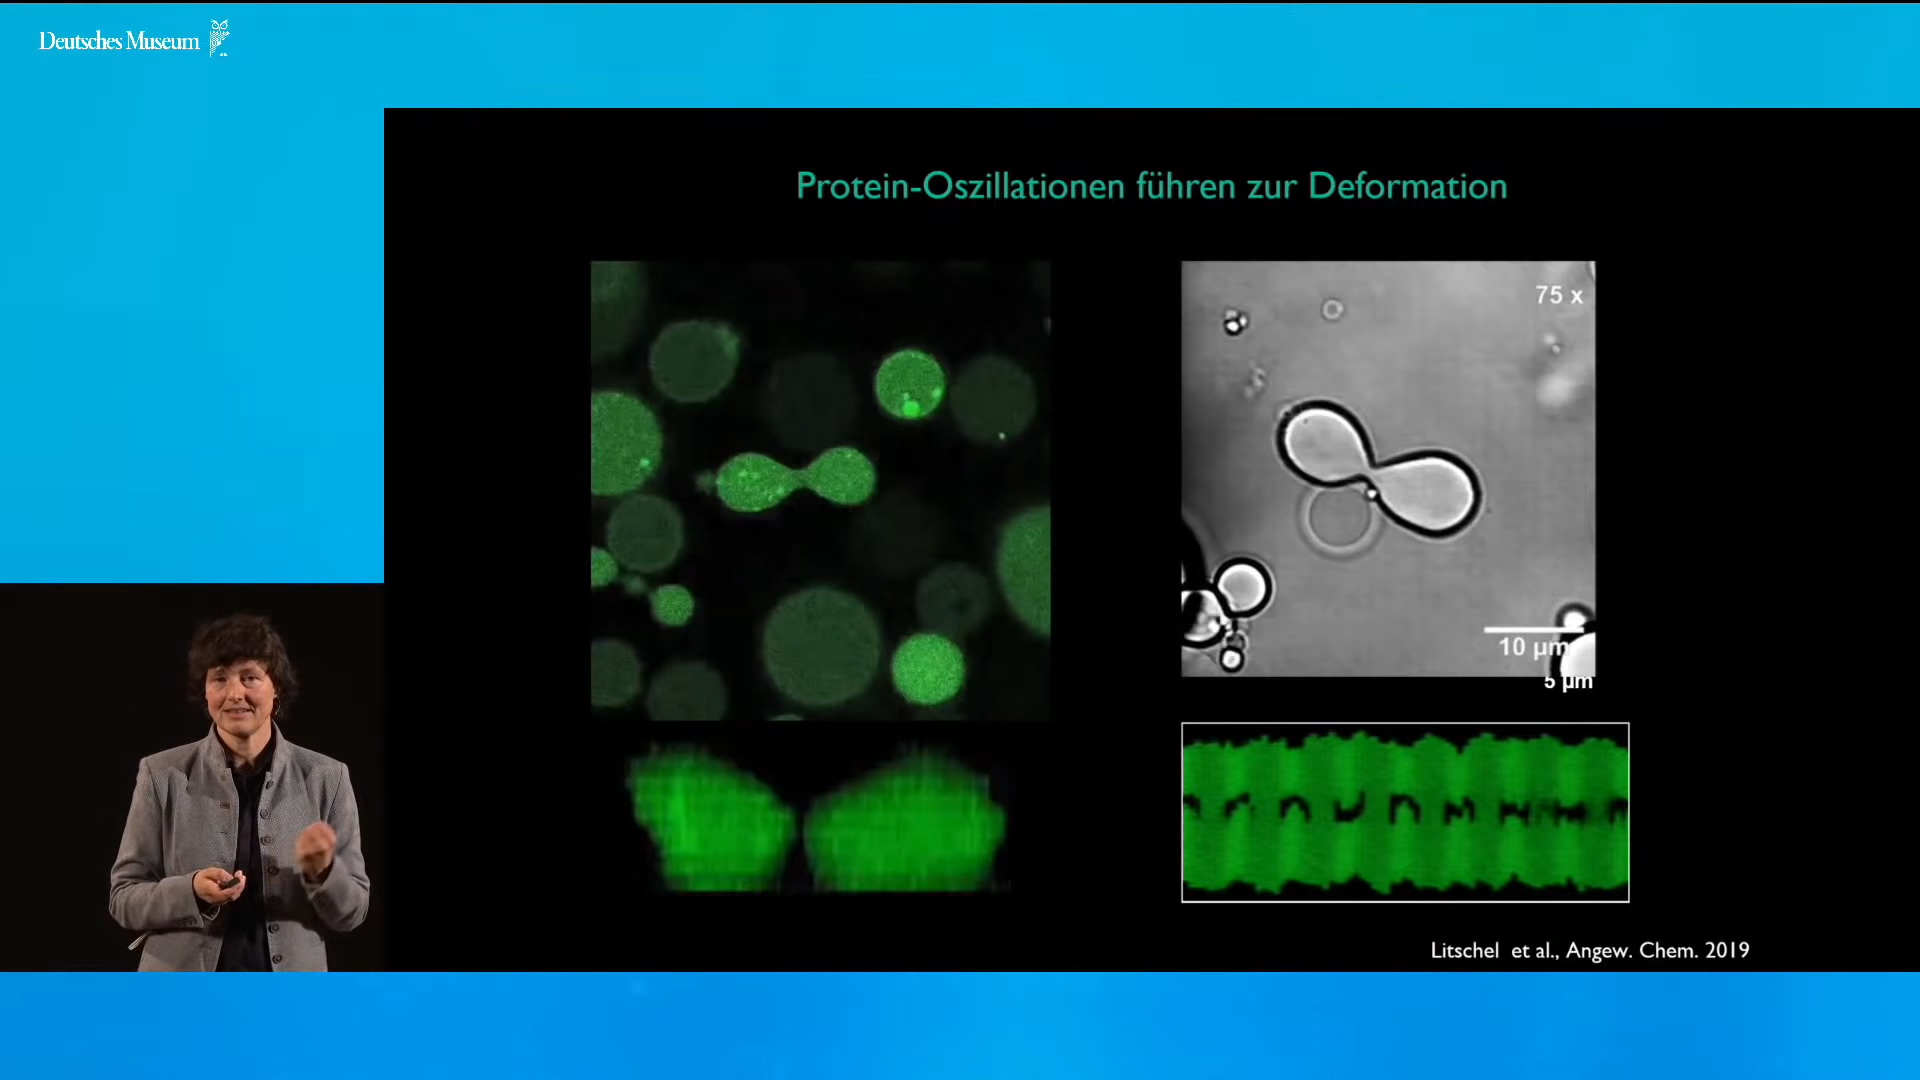 Deutsches Museum
Protein-Oszillationen führen zur Deformation
75 x
10 µm
5 µm
Litschel et al., Angew. Chem. 2019